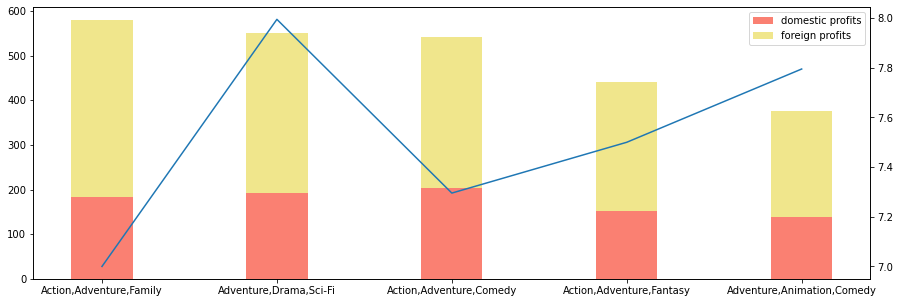 600
500
400
300
200
100
0
8.0
7.8
7.6
7.4
7.2
7.0
domestic profits
foreign profits
Action,Adventure,Family
Adventure,Drama,Sci-Fi
Action,Adventure,Comedy
Action,Adventure,Fantasy
Adventure,Animation,Comedy